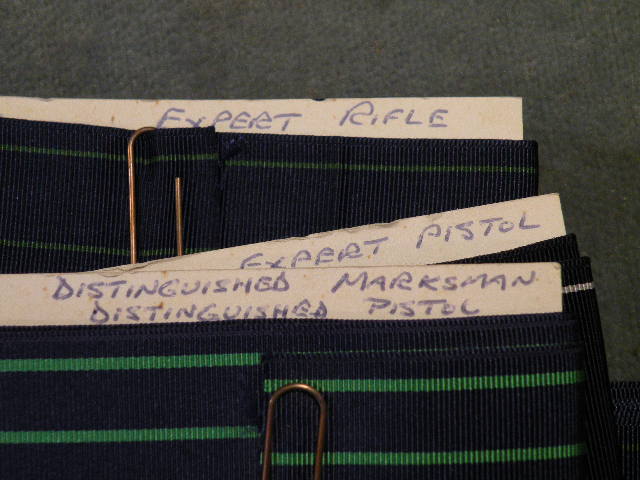 EXPERT RIFLE
EXPERT PISTOL
DISTINGUISHED MARKSMAN
DISTINGUISHED PISTOL